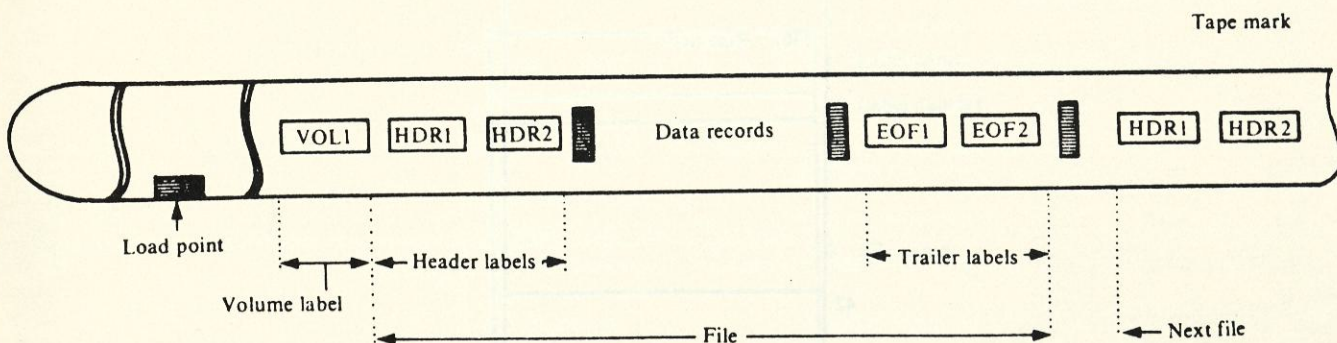 Tape mark
VOL1 HDR1 HDR2 Data records EOF1 EOF2 HDR1 HDR2
Load point
Header labels
Trailer labels
Volume label
File
Next file